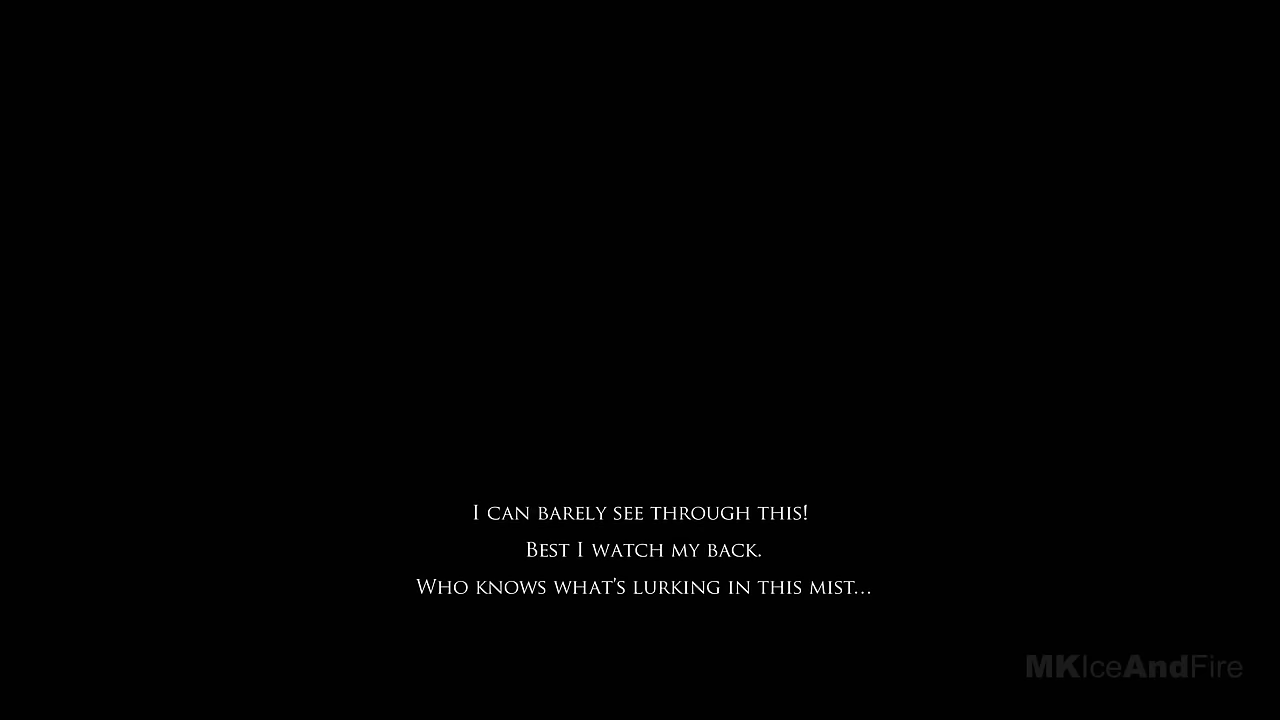 I can barely see through this!
Best I watch my back.
Who knows what's lurking in this mist...
MKIceAndFire